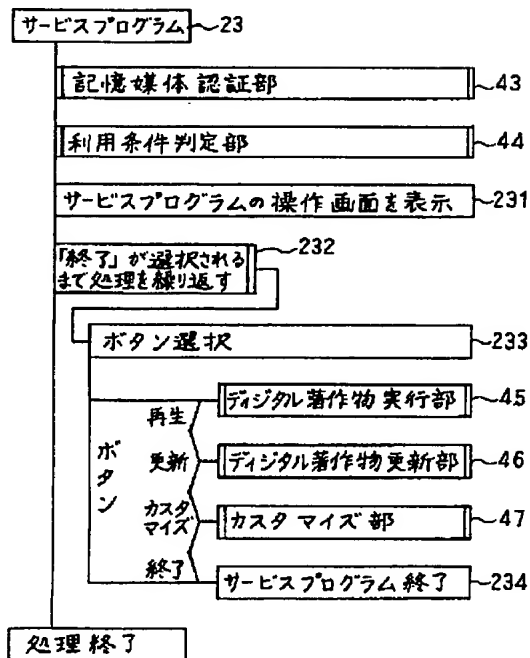 サービスプログラム 23
記憶媒体認証部 43
利用条件判定部 44
サービスプログラムの操作画面を表示 231
「終了」が選択される
まで処理を繰り返す
232
ボタン選択 233
ボタン
再生
ディジタル著作物実行部 45
更新
ディジタル著作物更新部 46
カスタ
マイズ
カスタマイズ部 47
終了
サービスプログラム終了 234
処理終了